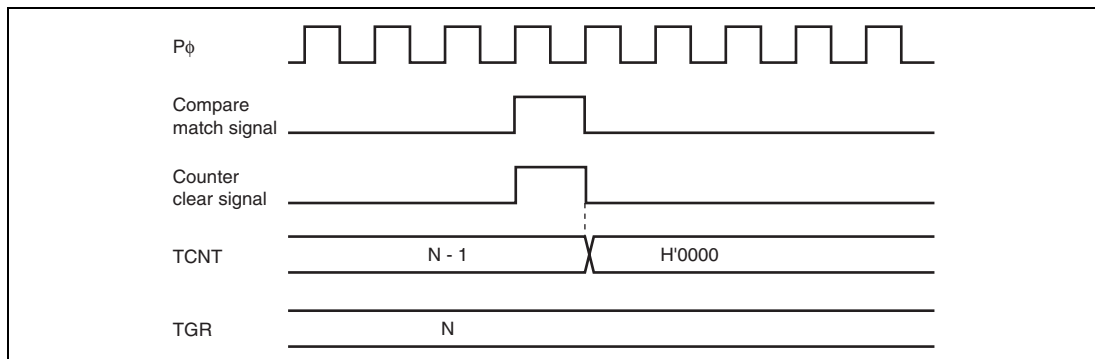 Pϕ
Compare
match signal
Counter
clear signal
TCNT N - 1 H'0000
TGR N